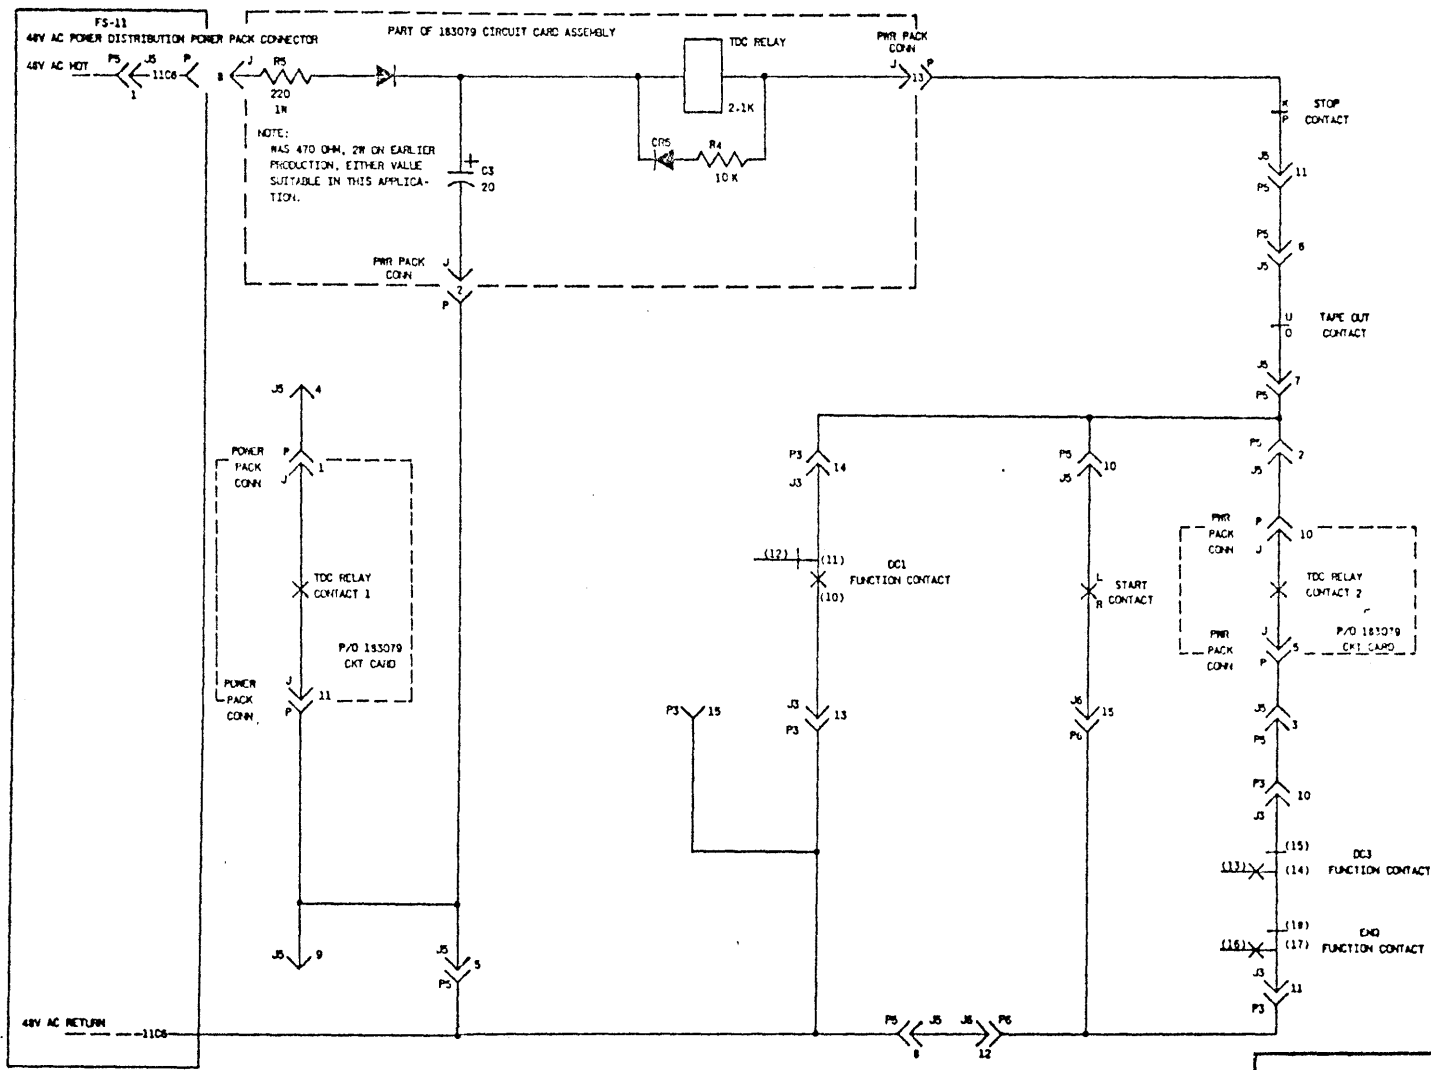 FS-11
48V AC POWER DISTRIBUTION POWER PACK CONNECTOR
48V AC HOT
P5
J5
11C6
P
1
8
J
R5
220
1W
NOTE:
WAS 470 OHM, 2W ON EARLIER
PRODUCTION, EITHER VALUE
SUITABLE IN THIS APPLICA-
TION.
PART OF 183079 CIRCUIT CARD ASSEMBLY
+
C3
20
TDC RELAY
2.1K
CR5
R4
10 K
PWR PACK
CONN
J
13
P
PWR PACK
CONN
J
2
P
X
P
STOP
CONTACT
J5
11
P5
P5
6
J5
U
O
TAPE OUT
CONTACT
J5
7
P5
J5
4
POWER
PACK
CONN
P
1
J
TDC RELAY
CONTACT 1
P/O 183079
CKT CARD
POWER
PACK
CONN
J
11
P
J5
9
J5
5
P5
P3
14
J3
(12)
(11)
(10)
DC1
FUNCTION CONTACT
P3
15
J3
13
P3
P5
10
J5
L
R
START
CONTACT
J6
15
P6
P5
2
J5
PWR
PACK
CONN
P
10
J
TDC RELAY
CONTACT 2
P/O 183079
CKT CARD
PWR
PACK
CONN
J
5
P
J5
3
P5
P3
10
J3
(15)
(13)
(14)
DC3
FUNCTION CONTACT
(18)
(16)
(17)
ENQ
FUNCTION CONTACT
J3
11
P3
48V AC RETURN
11C6
P5
J5
8
J6
P6
12